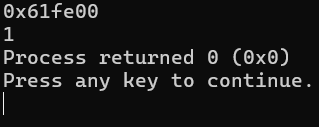 0x61fe00
1
Process returned 0 (0x0)
Press any key to continue.